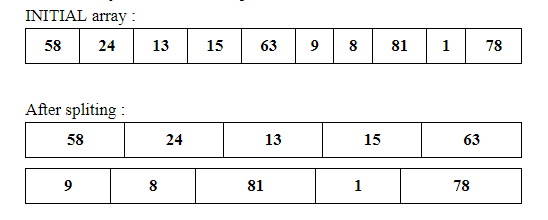 INITIAL array :
58 24 13 15 63 9 8 81 1 78
After spliting :
58 24 13 15 63
9 8 81 1 78